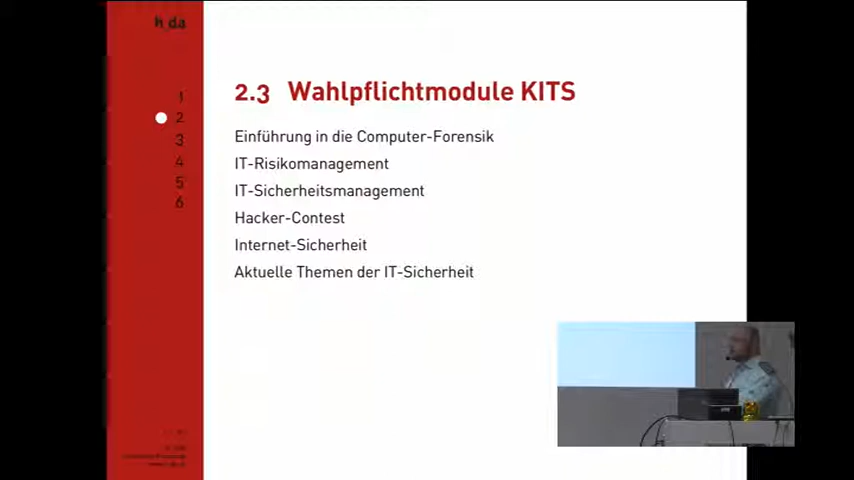 h_da
1
2
3
4
5
6
2.3 Wahlpflichtmodule KITS
Einführung in die Computer-Forensik
IT-Risikomanagement
IT-Sicherheitsmanagement
Hacker-Contest
Internet-Sicherheit
Aktuelle Themen der IT-Sicherheit